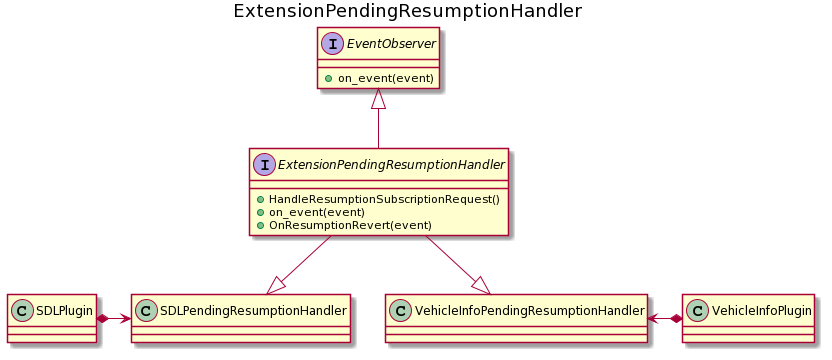 ExtensionPendingResumptionHandler
I EventObserver
on_event(event)
I ExtensionPendingResumptionHandler
HandleResumptionSubscriptionRequest()
on_event(event)
OnResumptionRevert(event)
C SDLPlugin
C SDLPendingResumptionHandler
C VehicleInfoPendingResumptionHandler
C VehicleInfoPlugin